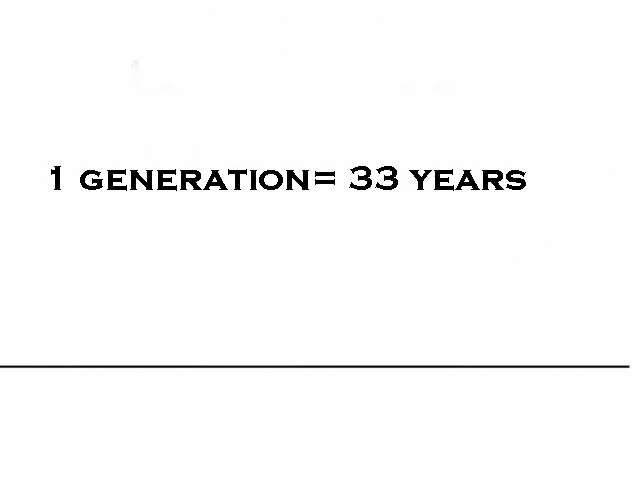 1 GENERATION= 33 YEARS